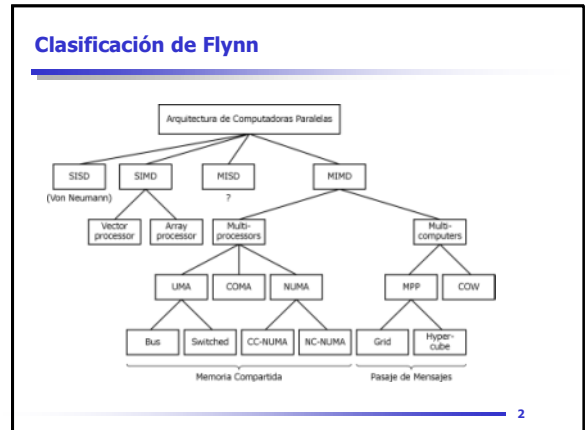 Clasificación de Flynn
Arquitectura de Computadoras Paralelas
SISD
SIMD
MISD
MIMD
(Von Neumann)
?
Vector
processor
Array
processor
Multi-
processors
Multi-
computers
UMA
COMA
NUMA
MPP
COW
Bus
Switched
CC-NUMA
NC-NUMA
Grid
Hyper-
cube
Memoria Compartida
Pasaje de Mensajes
2